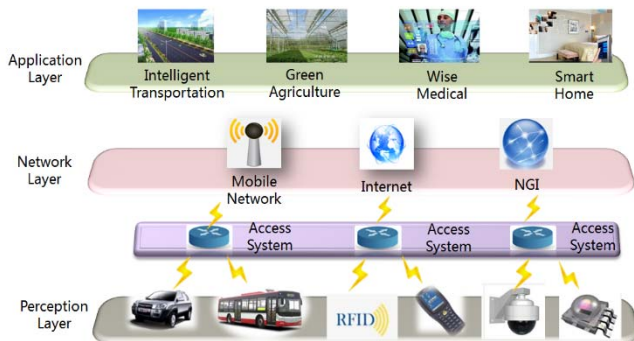 Application
Layer
Intelligent
Transportation
Green
Agriculture
Wise
Medical
Smart
Home
Network
Layer
Mobile
Network
Internet
NGI
Access
System
Access
System
Access
System
Perception
Layer
RFID